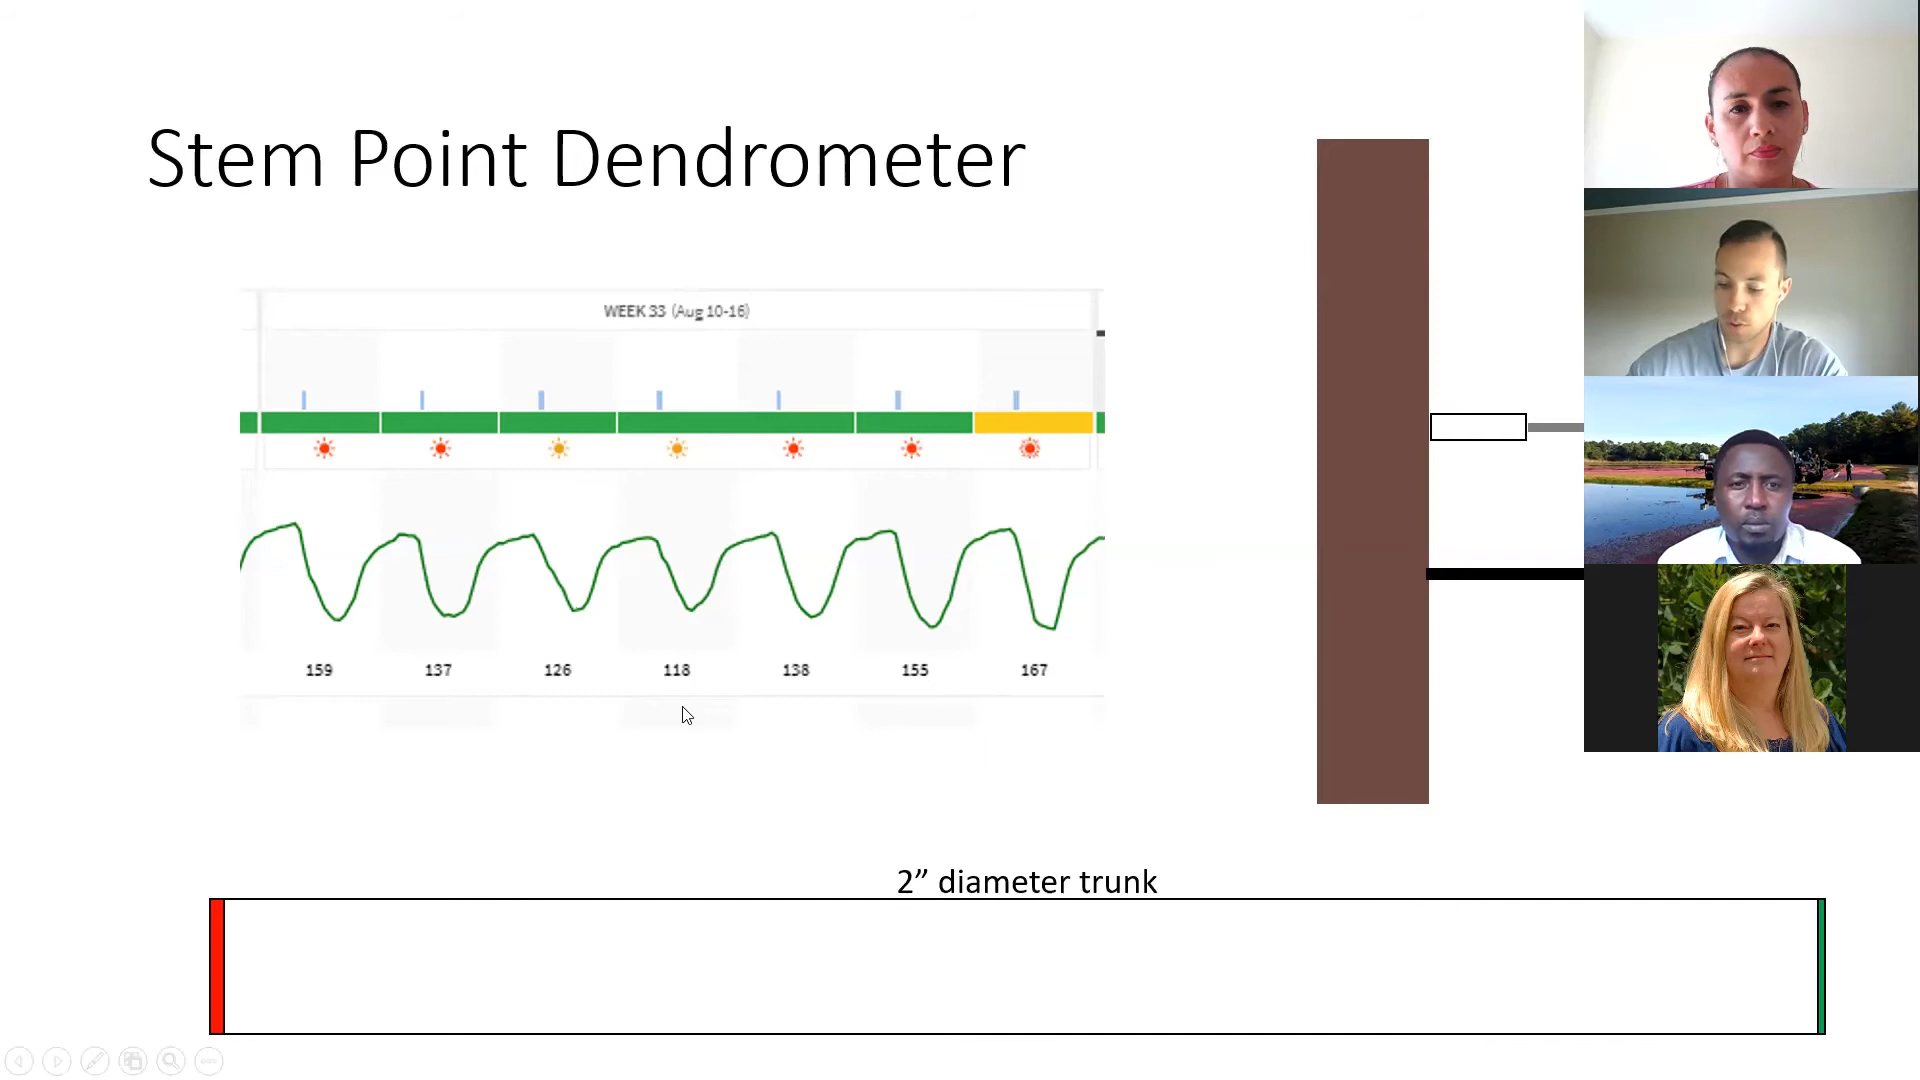 Stem Point Dendrometer
WEEK 33 (Aug 10-16)
159 137 126 118 138 155 167
2” diameter trunk